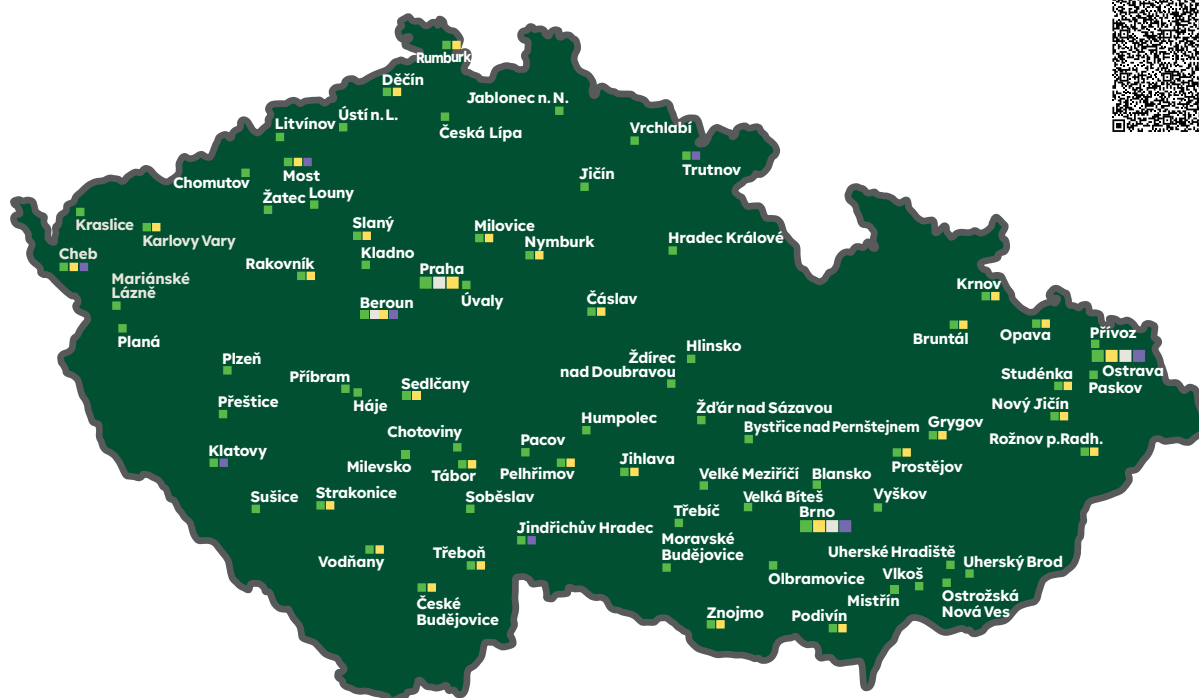 Rumburk
Děčín
Jablonec n. N.
Ústí n. L.
Litvínov
Česká Lípa
Vrchlabí
Most
Trutnov
Chomutov
Jičín
Žatec
Louny
Kraslice
Slaný
Milovice
Karlovy Vary
Nymburk
Hradec Králové
Cheb
Kladno
Rakovník
Praha
Mariánské
Lázně
Krnov
Beroun
Úvaly
Čáslav
Planá
Bruntál
Opava
Přívoz
Hlinsko
Plzeň
Ždírec
nad Doubravou
Ostrava
Příbram
Sedlčany
Studénka
Paskov
Přeštice
Háje
Žďár nad Sázavou
Nový Jičín
Humpolec
Grygov
Bystřice nad Pernštejnem
Chotoviny
Rožnov p.Radh.
Pacov
Klatovy
Jihlava
Milevsko
Prostějov
Tábor
Pelhřimov
Velké Meziříčí
Blansko
Sušice
Strakonice
Soběslav
Velká Bíteš
Vyškov
Třebíč
Brno
Jindřichův Hradec
Moravské
Budějovice
Vodňany
Třeboň
Uherské Hradiště
Uherský Brod
Olbramovice
Vlkoš
Mistřín
Ostrožská
Nová Ves
České
Budějovice
Znojmo
Podivín